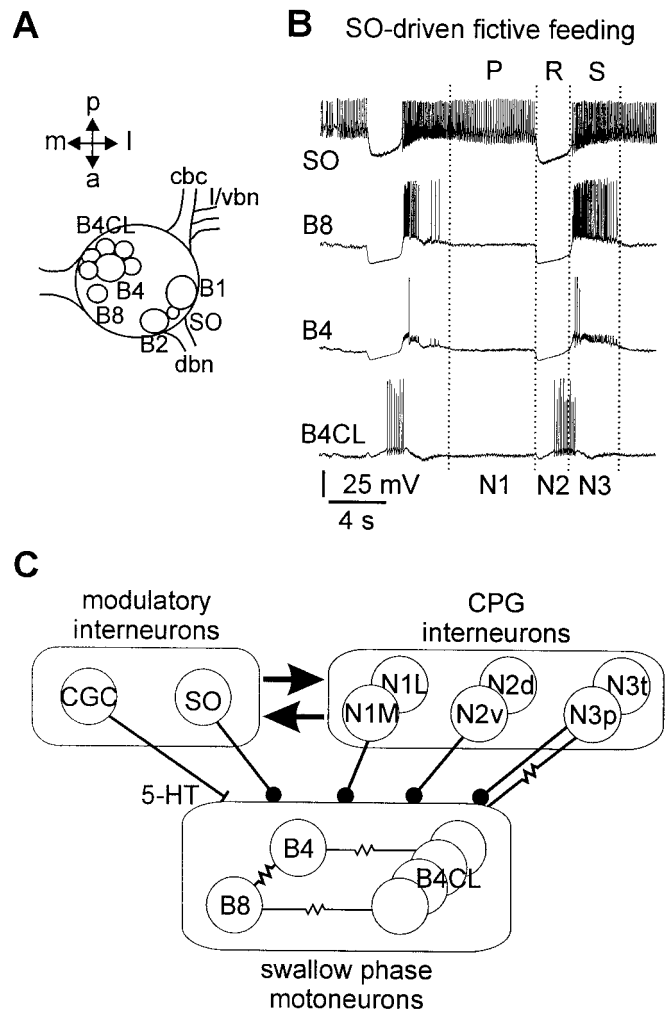 A
p
m l
a
cbc
l/vbn
B4CL
B4
B1
B8
SO
B2
dbn
B
SO-driven fictive feeding
P R S
SO
B8
B4
B4CL
25 mV
4 s
N1 N2 N3
C
modulatory
interneurons
CPG
interneurons
CGC
SO
N1L
N1M
N2d
N2v
N3t
N3p
5-HT
B4
B4CL
B8
swallow phase
motoneurons